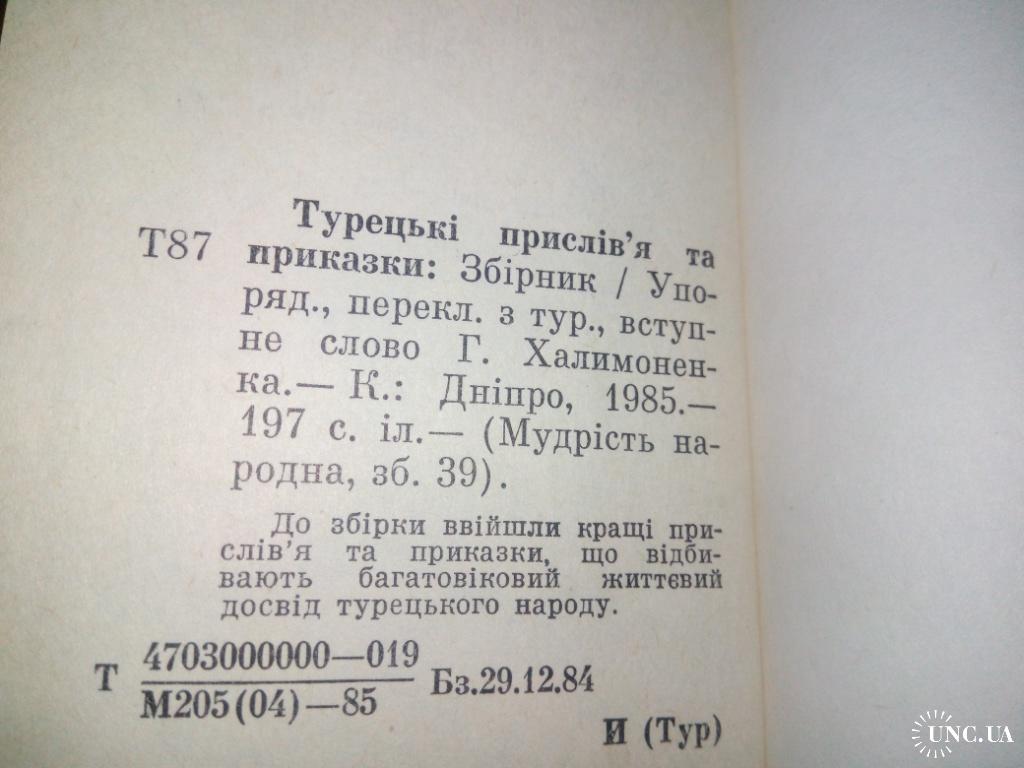 Турецькі прислів'я та
Т87 приказки: Збірник / Упо-
ряд., перекл. з тур., вступ-
не слово Г. Халимонен-
ка.— К.: Дніпро, 1985.—
197 с. іл.— (Мудрість на-
родна, зб. 39).
До збірки ввійшли кращі при-
слів'я та приказки, що відби-
вають багатовіковий життєвий
досвід турецького народу.
Т 4703000000—019
М205(04)—85 Бз.29.12.84
И (Тур)
UNC.UA